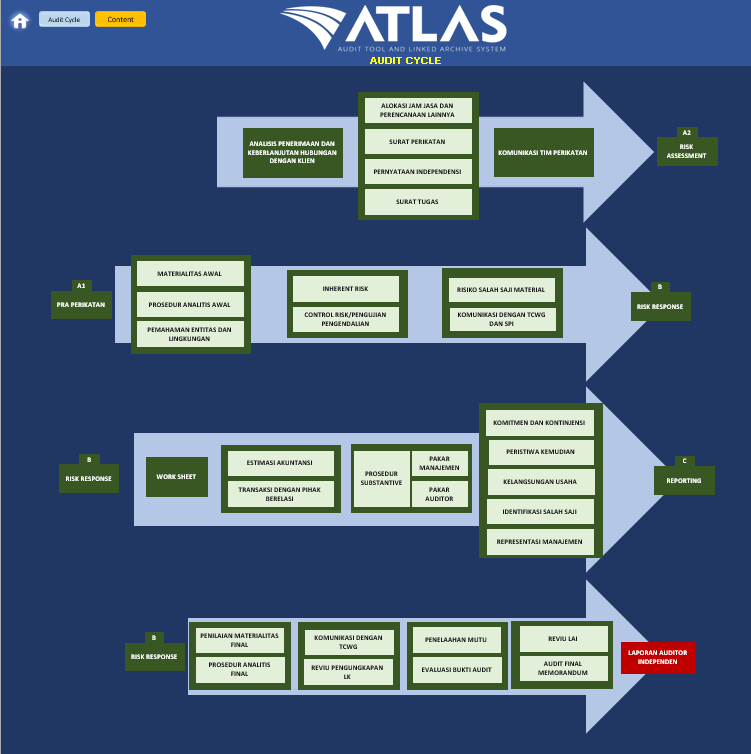 Audit Cycle
Content
ATLAS
AUDIT TOOL AND LINKED ARCHIVE SYSTEM
AUDIT CYCLE
ANALISIS PENERIMAAN DAN
KEBERLANJUTAN HUBUNGAN
DENGAN KLIEN
ALOKASI JAM JASA DAN
PERENCANAAN LAINNYA
SURAT PERIKATAN
PERNYATAAN INDEPENDENSI
SURAT TUGAS
KOMUNIKASI TIM PERIKATAN
A2
RISK
ASSESSMENT
A1
PRA PERIKATAN
MATERIALITAS AWAL
PROSEDUR ANALITIS AWAL
PEMAHAMAN ENTITAS DAN
LINGKUNGAN
INHERENT RISK
CONTROL RISK/PENGUJIAN
PENGENDALIAN
RISIKO SALAH SAJI MATERIAL
KOMUNIKASI DENGAN TCWG
DAN SPI
B
RISK RESPONSE
B
RISK RESPONSE
WORK SHEET
ESTIMASI AKUNTANSI
TRANSAKSI DENGAN PIHAK
BERELASI
PROSEDUR
SUBSTANTIVE
PAKAR
MANAJEMEN
PAKAR
AUDITOR
KOMITMEN DAN KONTINJENSI
PERISTIWA KEMUDIAN
KELANGSUNGAN USAHA
IDENTIFIKASI SALAH SAJI
REPRESENTASI MANAJEMEN
C
REPORTING
B
RISK RESPONSE
PENILAIAN MATERIALITAS
FINAL
PROSEDUR ANALITIS
FINAL
KOMUNIKASI DENGAN
TCWG
REVIU PENGUNGKAPAN
LK
PENELAAHAN MUTU
EVALUASI BUKTI AUDIT
REVIU LAI
AUDIT FINAL
MEMORANDUM
LAPORAN AUDITOR
INDEPENDEN